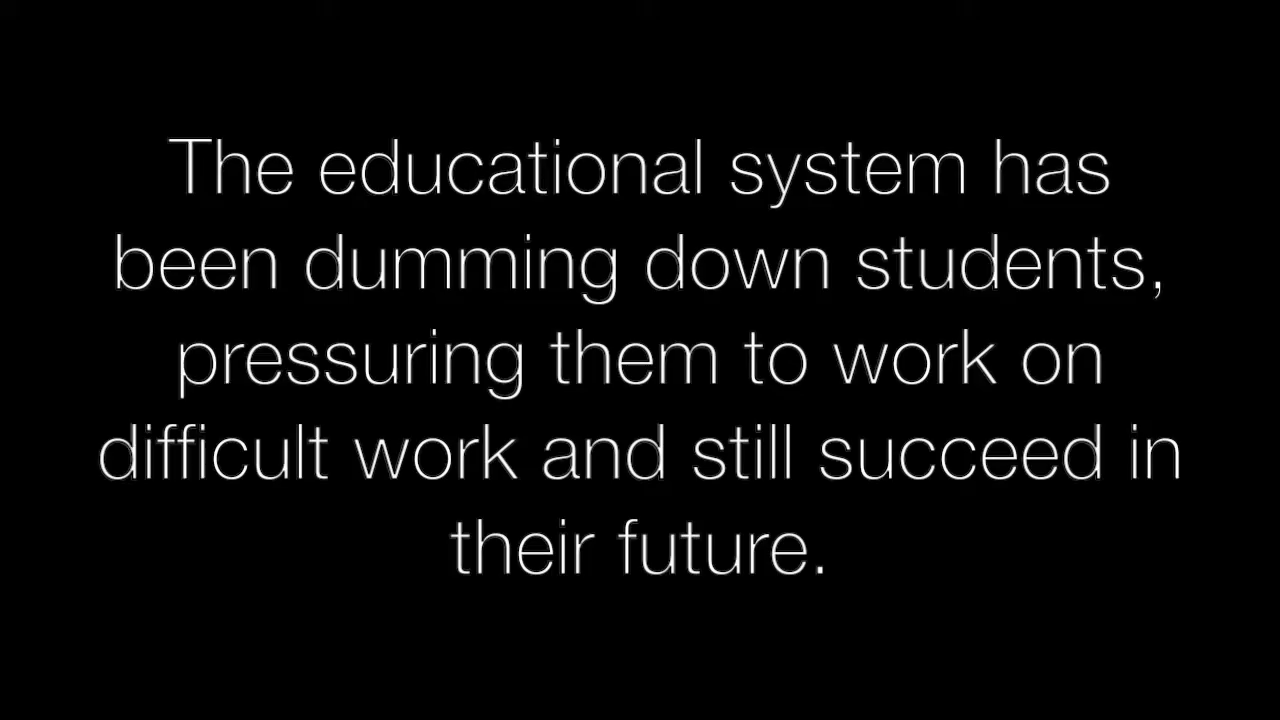 The educational system has
been dumming down students,
pressuring them to work on
difficult work and still succeed in
their future.